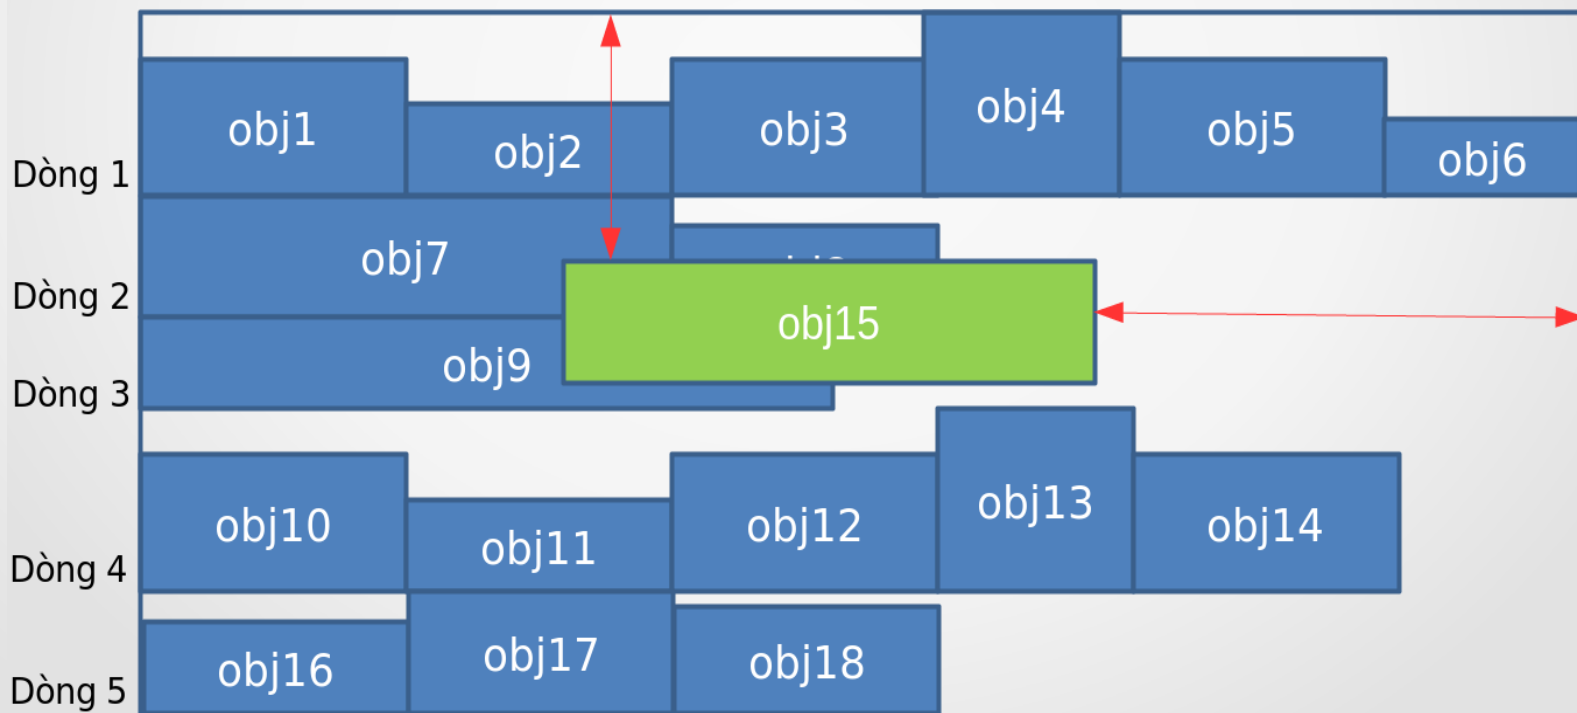 Dòng 1 obj1 obj2 obj3 obj4 obj5 obj6
Dòng 2 obj7
obj15
Dòng 3 obj9
Dòng 4 obj10 obj11 obj12 obj13 obj14
Dòng 5 obj16 obj17 obj18